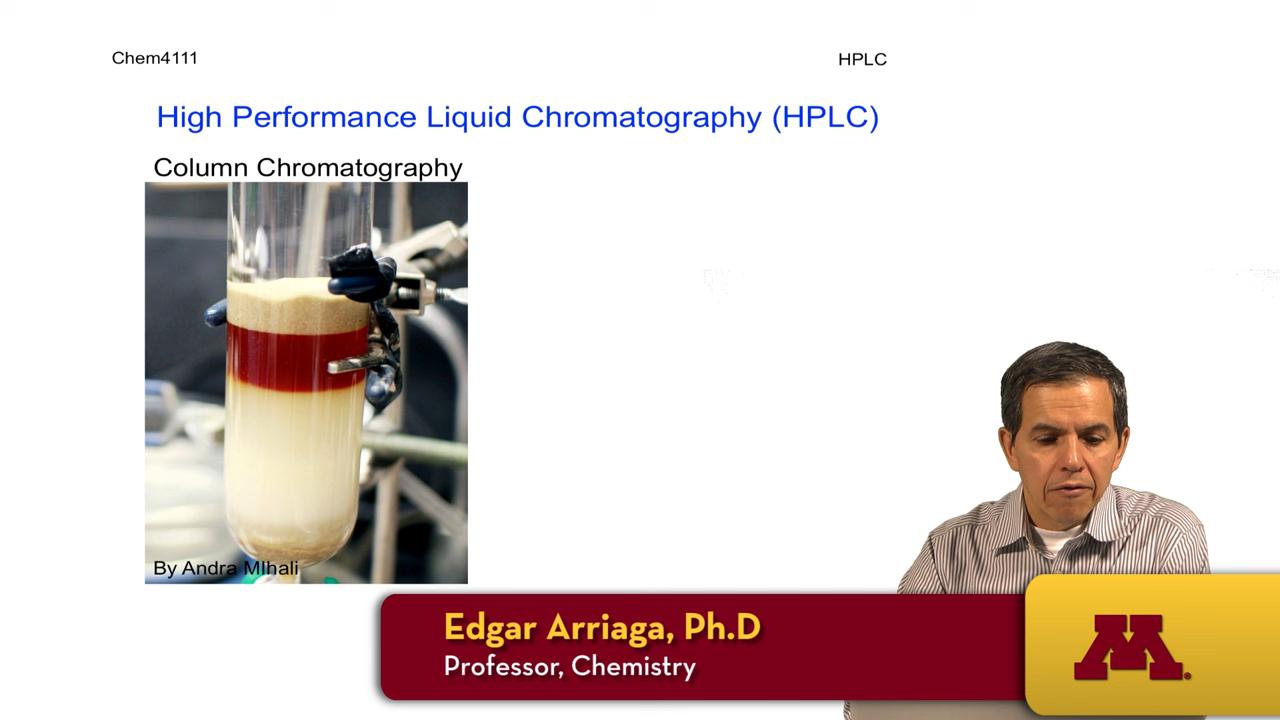 Chem4111
HPLC
High Performance Liquid Chromatography (HPLC)
Column Chromatography
By Andra MIhali
Edgar Arriaga, Ph.D
Professor, Chemistry
M